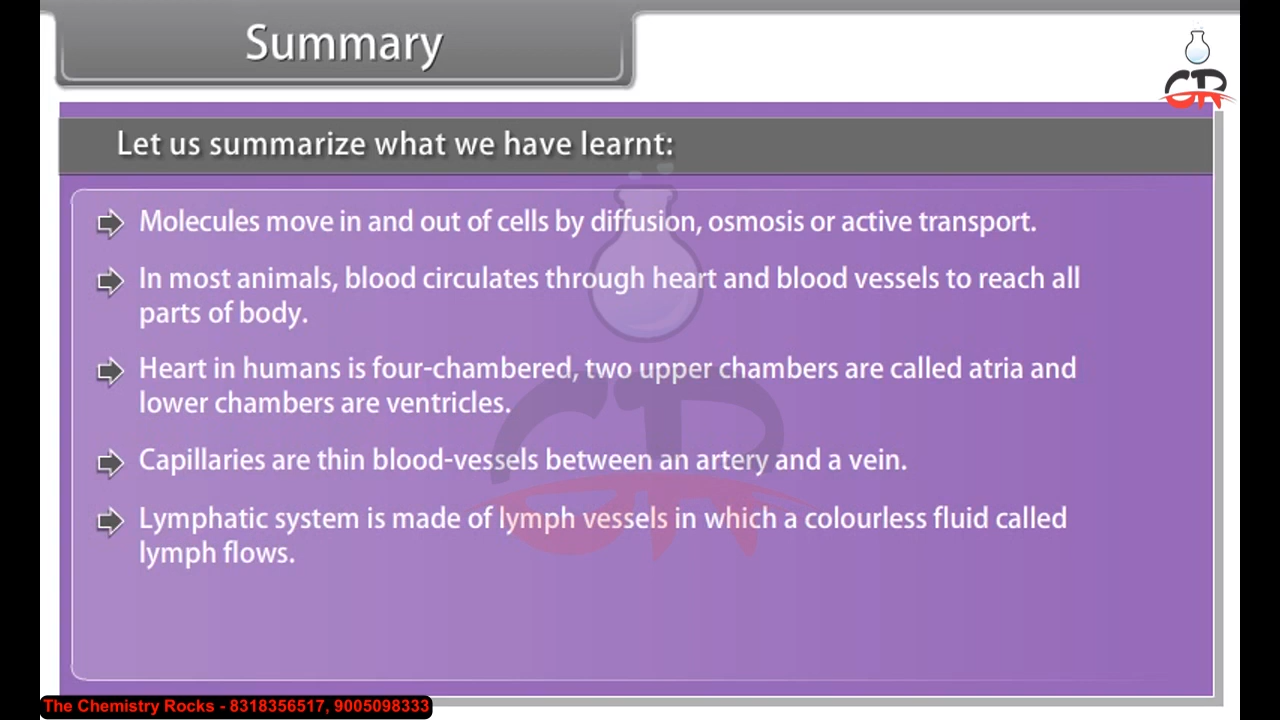 Summary
CR
Let us summarize what we have learnt:
Molecules move in and out of cells by diffusion, osmosis or active transport.
In most animals, blood circulates through heart and blood vessels to reach all
parts of body.
Heart in humans is four-chambered, two upper chambers are called atria and
lower chambers are ventricles.
Capillaries are thin blood-vessels between an artery and a vein.
Lymphatic system is made of lymph vessels in which a colourless fluid called
lymph flows.
CR
The Chemistry Rocks - 8318356517, 9005098333